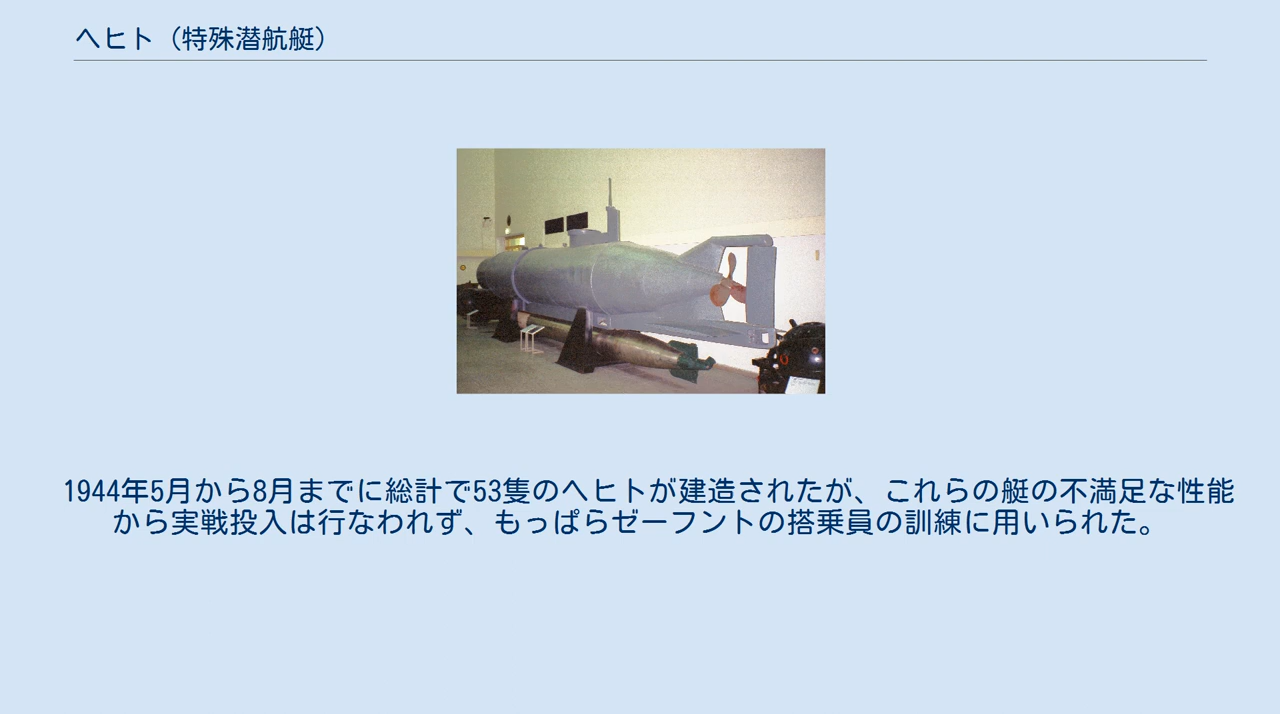 ヘヒト（特殊潜航艇）
1944年5月から8月までに総計で53隻のヘヒトが建造されたが、これらの艇の不満足な性能
から実戦投入は行なわれず、もっぱらゼーフントの搭乗員の訓練に用いられた。